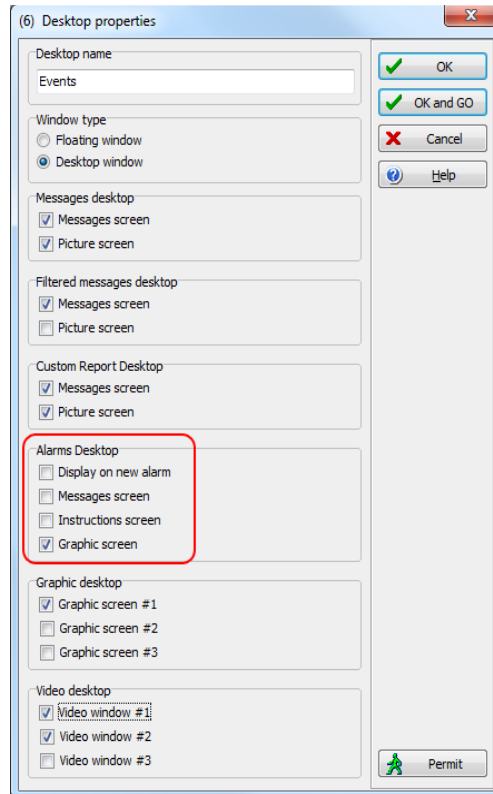 (6) Desktop properties
Desktop name
Events
Window type
Floating window
Desktop window
Messages desktop
Messages screen
Picture screen
Filtered messages desktop
Messages screen
Picture screen
Custom Report Desktop
Messages screen
Picture screen
Alarms Desktop
Display on new alarm
Messages screen
Instructions screen
Graphic screen
Graphic desktop
Graphic screen #1
Graphic screen #2
Graphic screen #3
Video desktop
Video window #1
Video window #2
Video window #3
OK
OK and GO
Cancel
Help
Permit